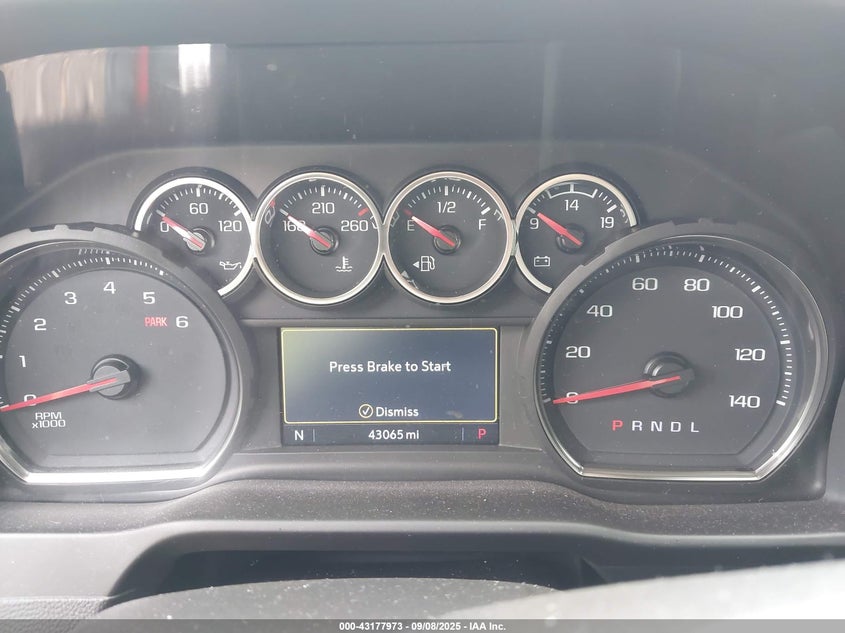 60
0 120
210
160 260
1/2
E F
14
9 19
0 1 2 3 4 5 6
PARK
RPM
x1000
Press Brake to Start
Dismiss
N 43065 mi P
0 20 40 60 80 100 120 140
P R N D L
000-43177973 - 09/08/2025 - IAA Inc.